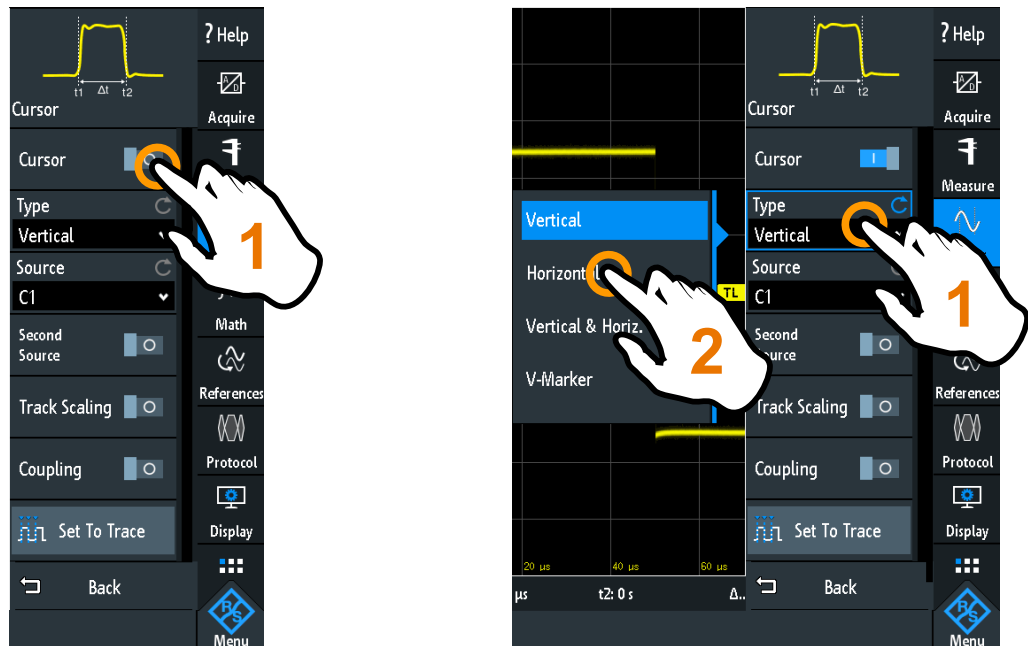 t1 Δt t2
Cursor
Cursor
Type
Vertical
Source
C1
Second
Source
Track Scaling
Coupling
Set To Trace
Back
? Help
A D
Acquire
Math
References
Protocol
Display
R S
Menu
1
Vertical
Horizontal
Vertical & Horiz.
V-Marker
2
TL
20 µs 40 µs 60 µs
µs t2: 0 s Δ..
t1 Δt t2
Cursor
Cursor
Type
Vertical
Source
C1
Second
Source
Track Scaling
Coupling
Set To Trace
Back
? Help
A D
Acquire
Measure
References
Protocol
Display
R S
Menu
1